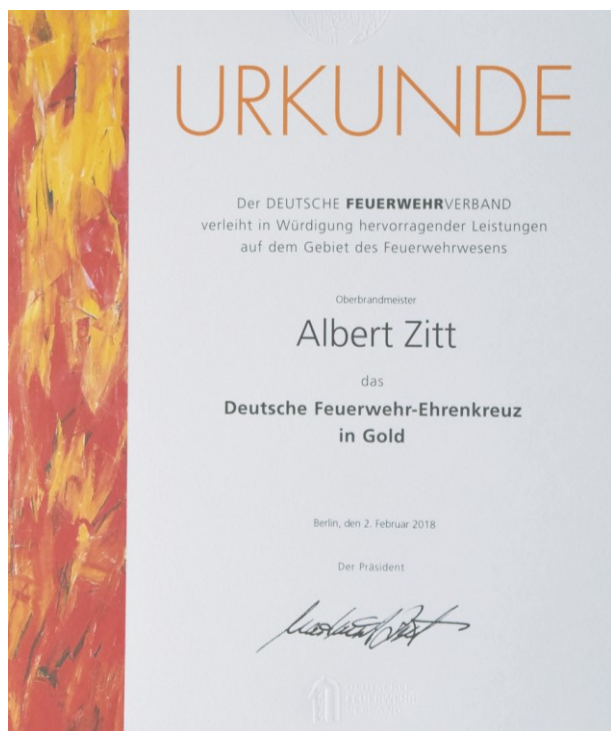 URKUNDE
Der DEUTSCHE FEUERWEHRVERBAND
verleiht in Würdigung hervorragender Leistungen
auf dem Gebiet des Feuerwehrwesens
Oberbrandmeister
Albert Zitt
das
Deutsche Feuerwehr-Ehrenkreuz
in Gold
Berlin, den 2. Februar 2018
Der Präsident